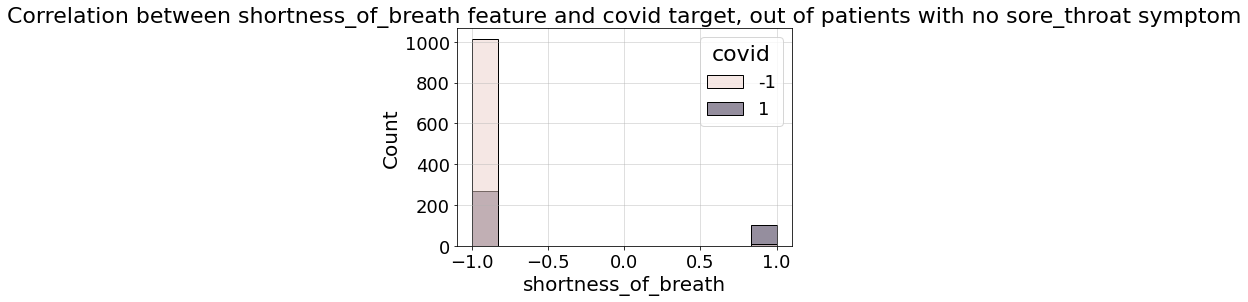 Correlation between shortness_of_breath feature and covid target, out of patients with no sore_throat symptom
1000
800
600
400
200
0
Count
covid
-1
1
−1.0 −0.5 0.0 0.5 1.0
shortness_of_breath